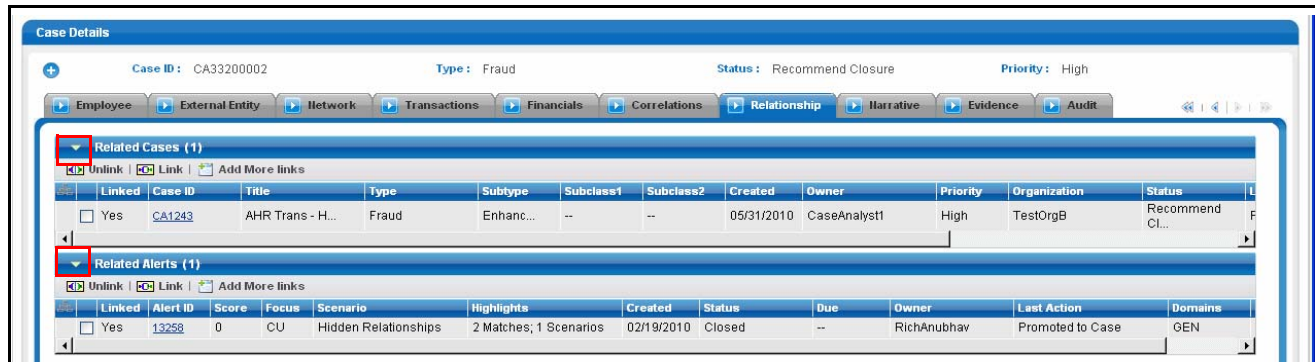 Case Details
Case ID : CA33200002 Type : Fraud Status : Recommend Closure Priority : High
Employee External Entity Network Transactions Financials Correlations Relationship Narrative Evidence Audit
Related Cases (1)
Unlink | Link | Add More links
Linked Case ID Title Type Subtype Subclass1 Subclass2 Created Owner Priority Organization Status L
Yes CA1243 AHR Trans - H... Fraud Enhanc... -- -- 05/31/2010 CaseAnalyst1 High TestOrgB Recommend Cl... F
Related Alerts (1)
Unlink | Link | Add More links
Linked Alert ID Score Focus Scenario Highlights Created Status Due Owner Last Action Domains
Yes 13258 0 CU Hidden Relationships 2 Matches; 1 Scenarios 02/19/2010 Closed -- RichAnubhav Promoted to Case GEN